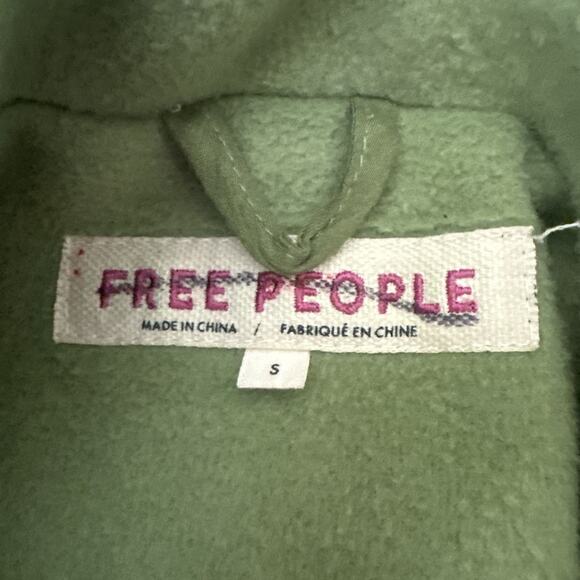 FREE PEOPLE
MADE IN CHINA / FABRIQUÉ EN CHINE
S